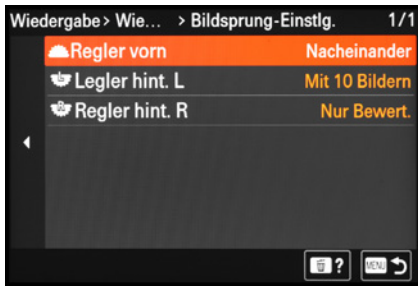 Wiedergabe> Wie... > Bildsprung-Einstlg. 1/1
Regler vorn Nacheinander
Legler hint. L Mit 10 Bildern
Regler hint. R Nur Bewert.
? MENU